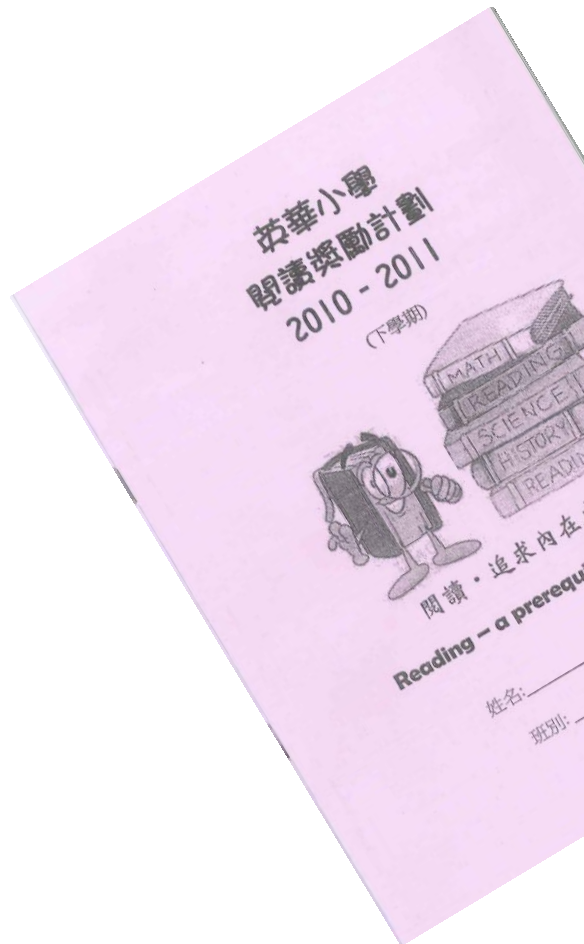 英華小學
閱讀獎勵計劃
2010 - 2011
(下學期)
MATH
READING
SCIENCE
HISTORY
閱讀・追求內在
Reading – a
姓名:
班別: